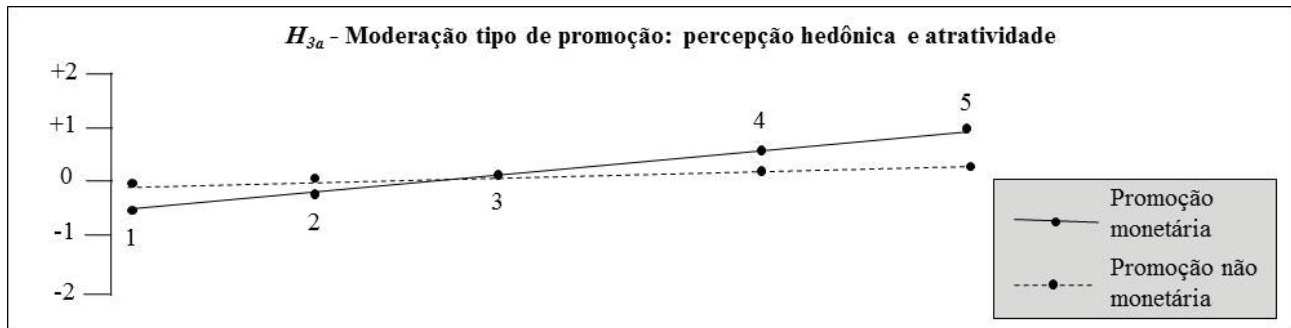 H3a - Moderação tipo de promoção: percepção hedônica e atratividade
+2
+1
0
-1
-2
1
2
3
4
5
Promoção
monetária
Promoção não
monetária